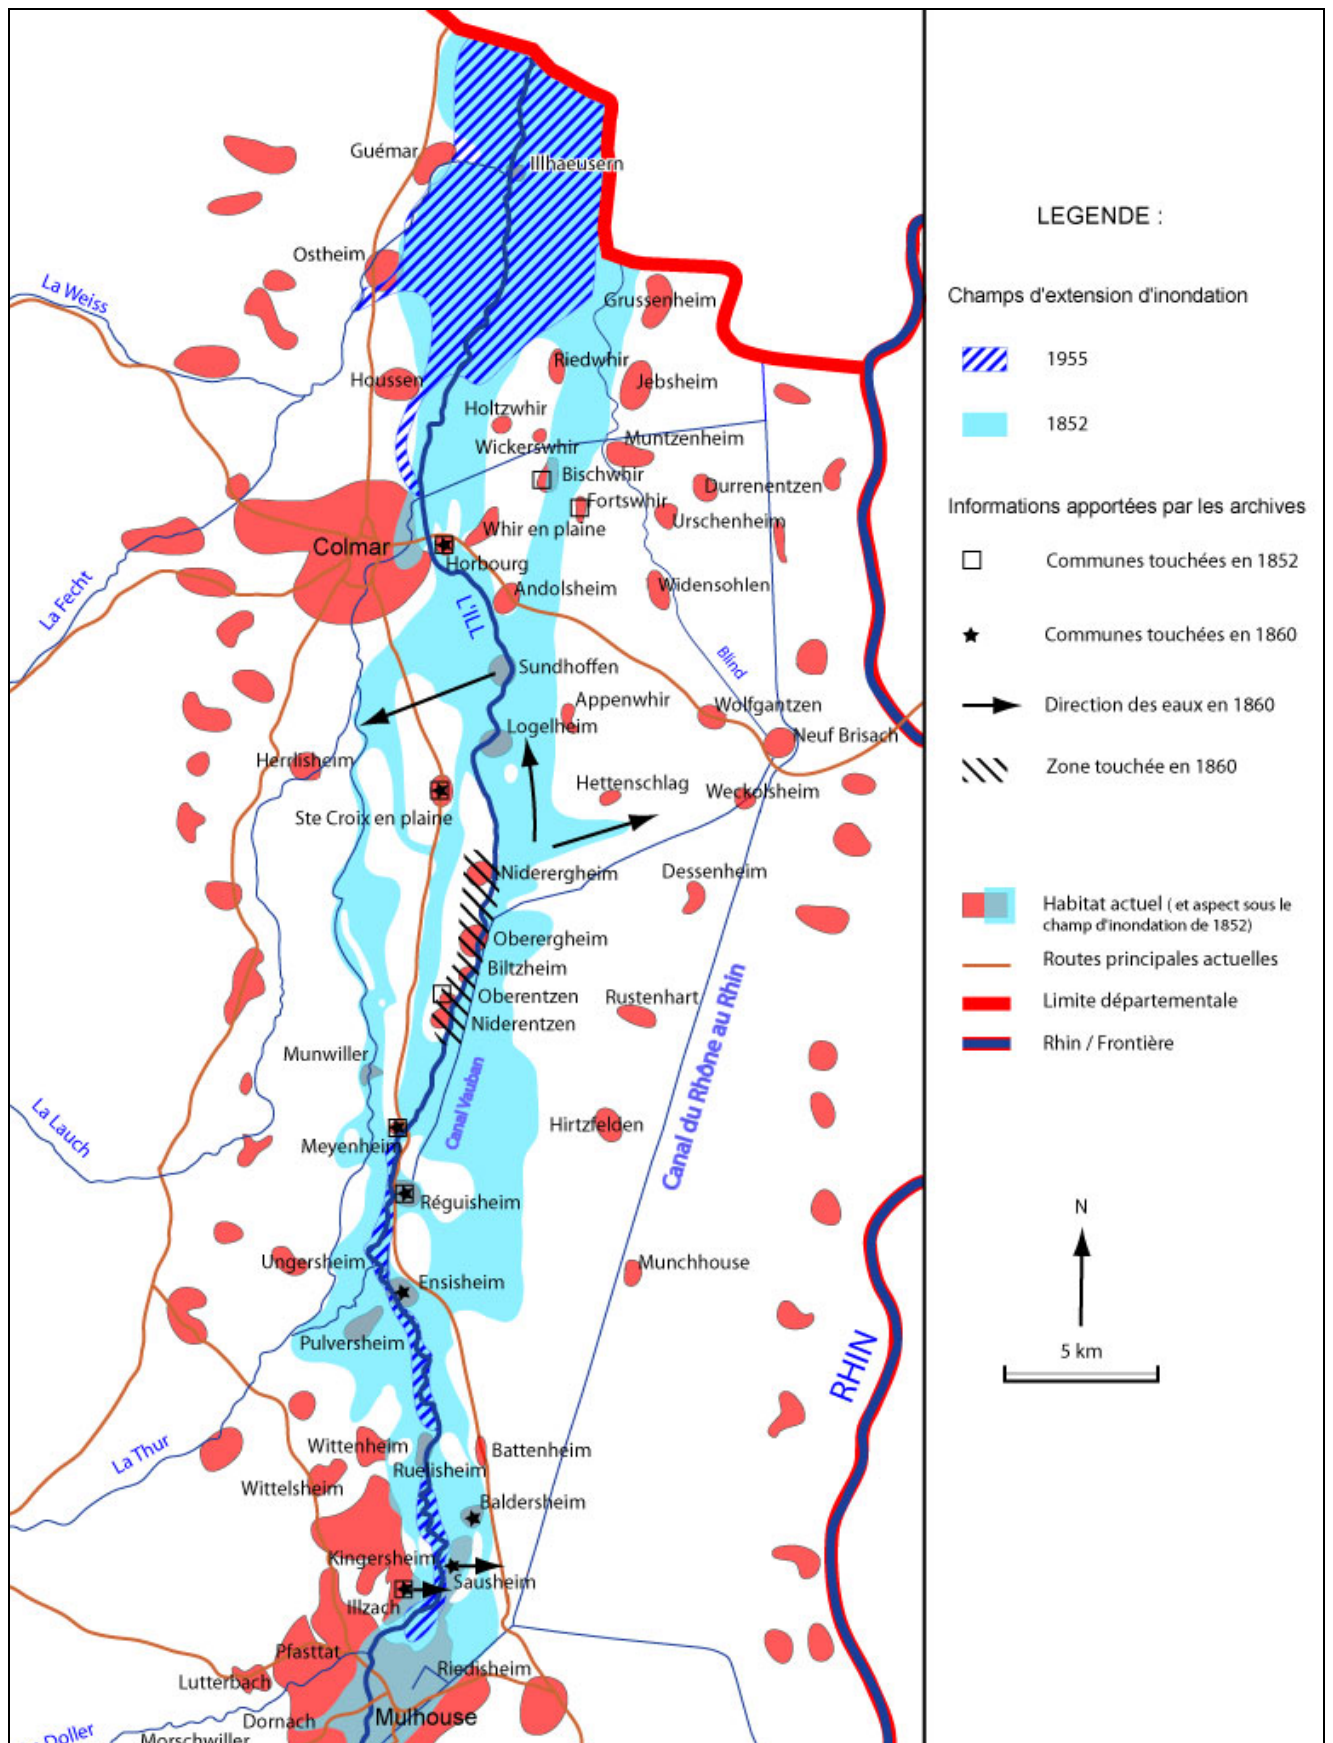 Guémar
Illhaeusern
Ostheim
La Weiss
Grussenheim
Riedwhir
Houssen
Jebsheim
Holtzwhir
Wickerswhir
Muntzenheim
Bischwhir
Durrenentzen
Fortswhir
Urschenheim
Whir en plaine
Colmar
Horbourg
La Fecht
Andolsheim
Widensohlen
L'ILL
Blind
Sundhoffen
Appenwhir
Wolfgantzen
Logelheim
Neuf Brisach
Herrlisheim
Hettenschlag
Weckolsheim
Ste Croix en plaine
Niderergheim
Dessenheim
Oberergheim
Biltzheim
Oberentzen
Rustenhart
Niderentzen
Canal du Rhône au Rhin
Munwiller
Canal Vauban
La Lauch
Hirtzfelden
Meyenheim
Réguisheim
Ungersheim
Munchhouse
Ensisheim
Pulversheim
RHIN
La Thur
Wittenheim
Battenheim
Ruelisheim
Wittelsheim
Baldersheim
Kingersheim
Sausheim
Illzach
Pfasttat
Riedisheim
Lutterbach
Dornach
Mulhouse
Doller
Morschwiller
LEGENDE :
Champs d'extension d'inondation
1955
1852
Informations apportées par les archives
Communes touchées en 1852
Communes touchées en 1860
Direction des eaux en 1860
Zone touchée en 1860
Habitat actuel ( et aspect sous le
champ d'inondation de 1852)
Routes principales actuelles
Limite départementale
Rhin / Frontière
N
5 km